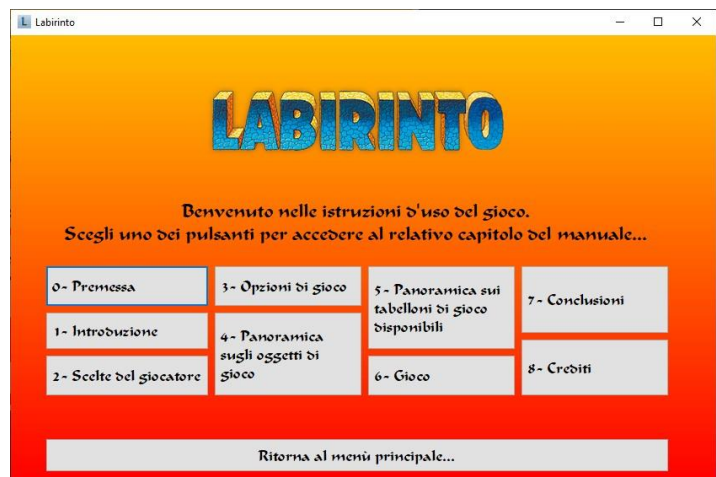 Labirinto
LABIRINTO
Benvenuto nelle istruzioni d'uso del gioco.
Scegli uno dei pulsanti per accedere al relativo capitolo del manuale...
0- Premessa
1- Introduzione
2- Scelte del giocatore
3- Opzioni di gioco
4- Panoramica
sugli oggetti di
gioco
5- Panoramica sui
tabelloni di gioco
disponibili
6- Gioco
7- Conclusioni
8- Crediti
Ritorna al menù principale...